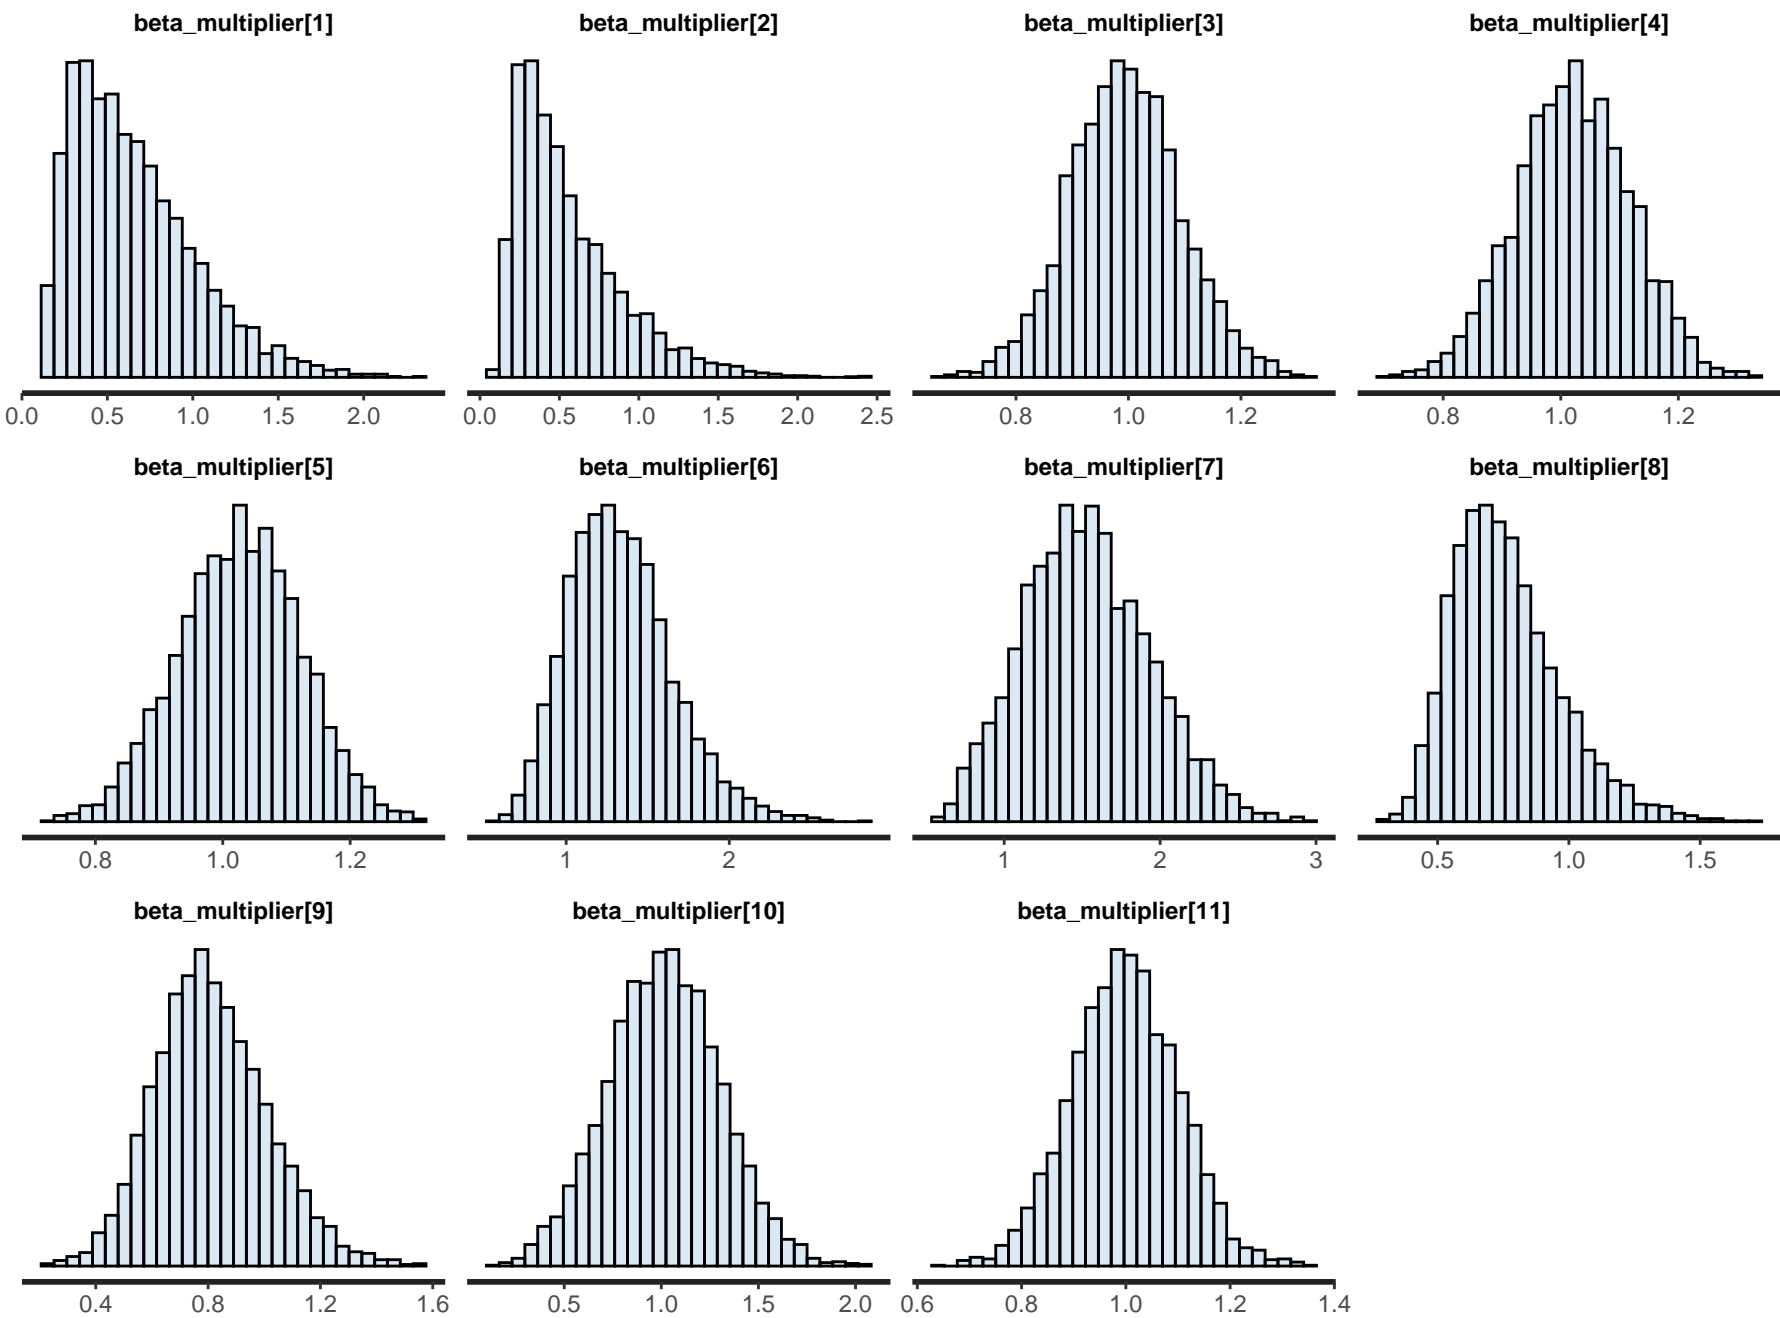 beta_multiplier[1] beta_multiplier[2] beta_multiplier[3] beta_multiplier[4]
0.0 0.5 1.0 1.5 2.0 0.0 0.5 1.0 1.5 2.0 2.5 0.8 1.0 1.2 0.8 1.0 1.2
beta_multiplier[5] beta_multiplier[6] beta_multiplier[7] beta_multiplier[8]
0.8 1.0 1.2 1 2 1 2 3 0.5 1.0 1.5
beta_multiplier[9] beta_multiplier[10] beta_multiplier[11]
0.4 0.8 1.2 1.6 0.5 1.0 1.5 2.0 0.6 0.8 1.0 1.2 1.4